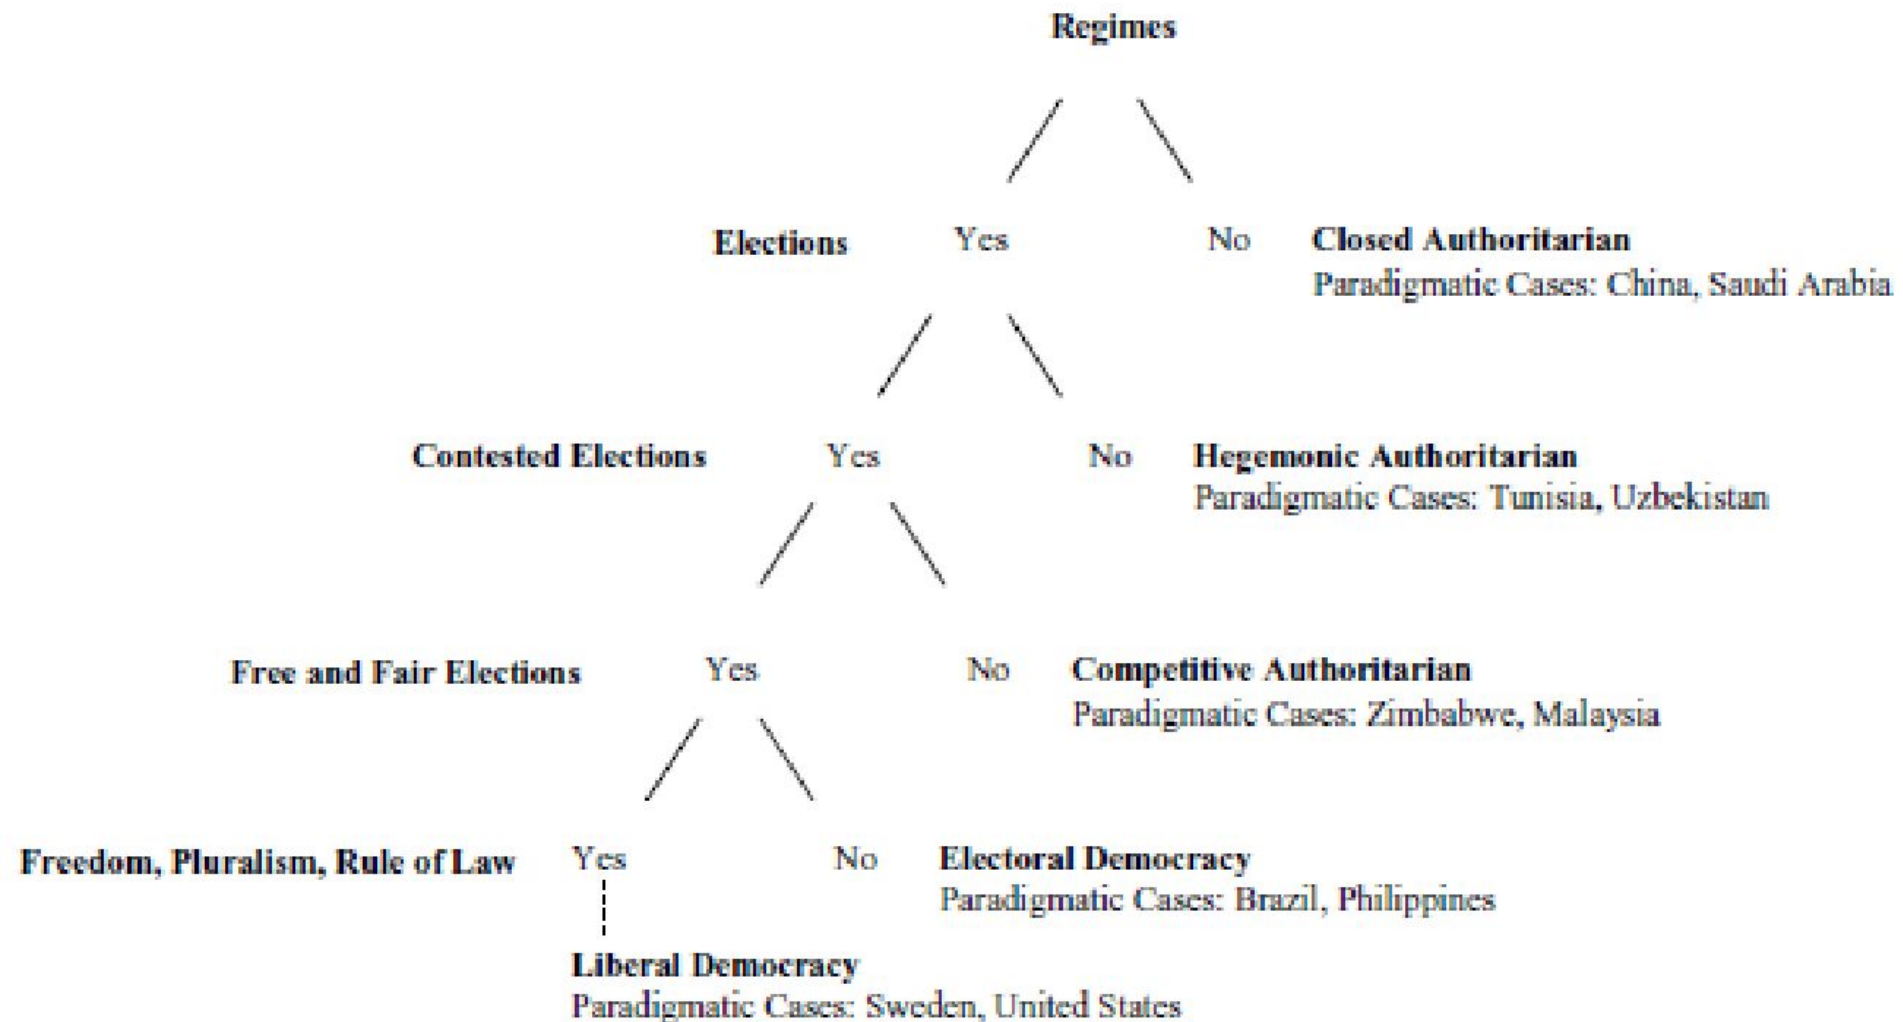 Regimes
Elections Yes No Closed Authoritarian
Paradigmatic Cases: China, Saudi Arabia
Contested Elections Yes No Hegemonic Authoritarian
Paradigmatic Cases: Tunisia, Uzbekistan
Free and Fair Elections Yes No Competitive Authoritarian
Paradigmatic Cases: Zimbabwe, Malaysia
Freedom, Pluralism, Rule of Law Yes No Electoral Democracy
Paradigmatic Cases: Brazil, Philippines
Liberal Democracy
Paradigmatic Cases: Sweden, United States